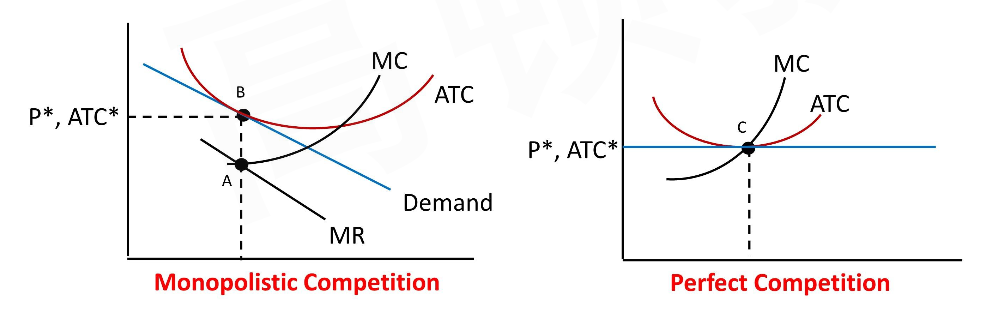 MC
ATC
B
P*, ATC*
A
Demand
MR
Monopolistic Competition
MC
ATC
C
P*, ATC*
Perfect Competition